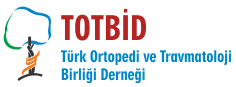 TOTBİD
Türk Ortopedi ve Travmatoloji
Birliği Derneği